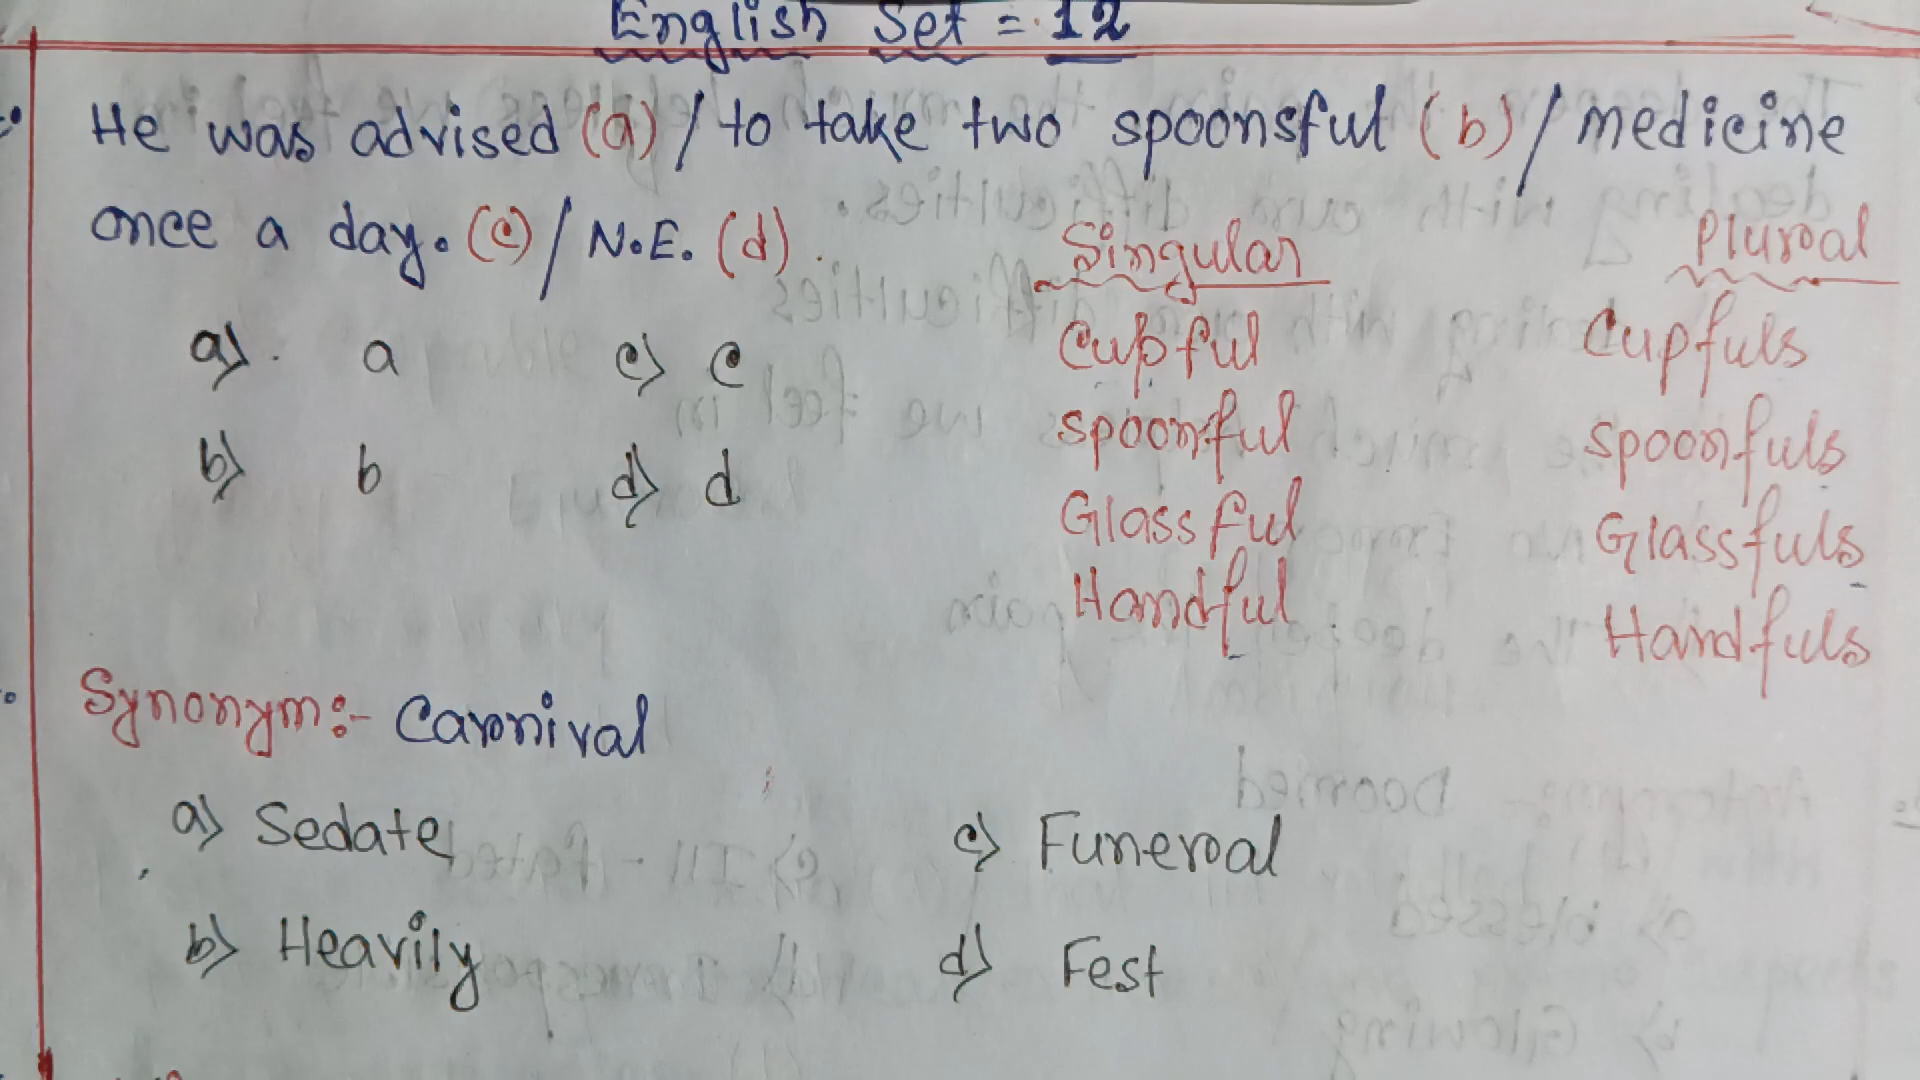 English Set = 12
He was advised (a) / to take two spoonsful (b) / medicine
once a day. (c) / N.E. (d)
Singular Plural
a) a c) c Cupful Cupfuls
b) b d) d Spoonful Spoonfuls
Glassful Glassfuls
Handful Handfuls
Synonym:- Carnival
a) Sedate c) Funeral
b) Heavily d) Fest